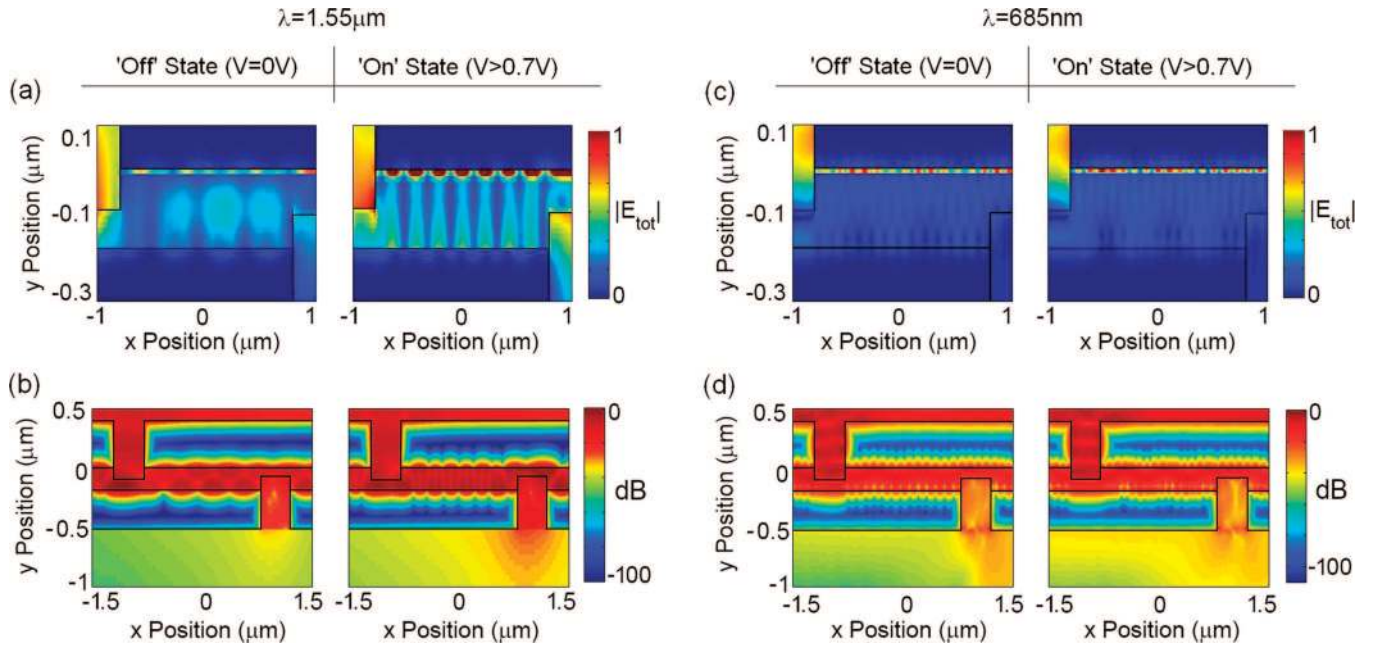 λ=1.55μm
λ=685nm
'Off' State (V=0V)
'On' State (V>0.7V)
'Off' State (V=0V)
'On' State (V>0.7V)
(a)
0.1
-0.1
-0.3
y Position (μm)
-1
0
1
-1
0
1
x Position (μm)
x Position (μm)
1
|E_tot|
0
(c)
0.1
-0.1
-0.3
y Position (μm)
-1
0
1
-1
0
1
x Position (μm)
x Position (μm)
1
|E_tot|
0
(b)
0.5
0
-0.5
-1
y Position (μm)
-1.5
0
1.5
-1.5
0
1.5
x Position (μm)
x Position (μm)
0
dB
-100
(d)
0.5
0
-0.5
-1
y Position (μm)
-1.5
0
1.5
-1.5
0
1.5
x Position (μm)
x Position (μm)
0
dB
-100